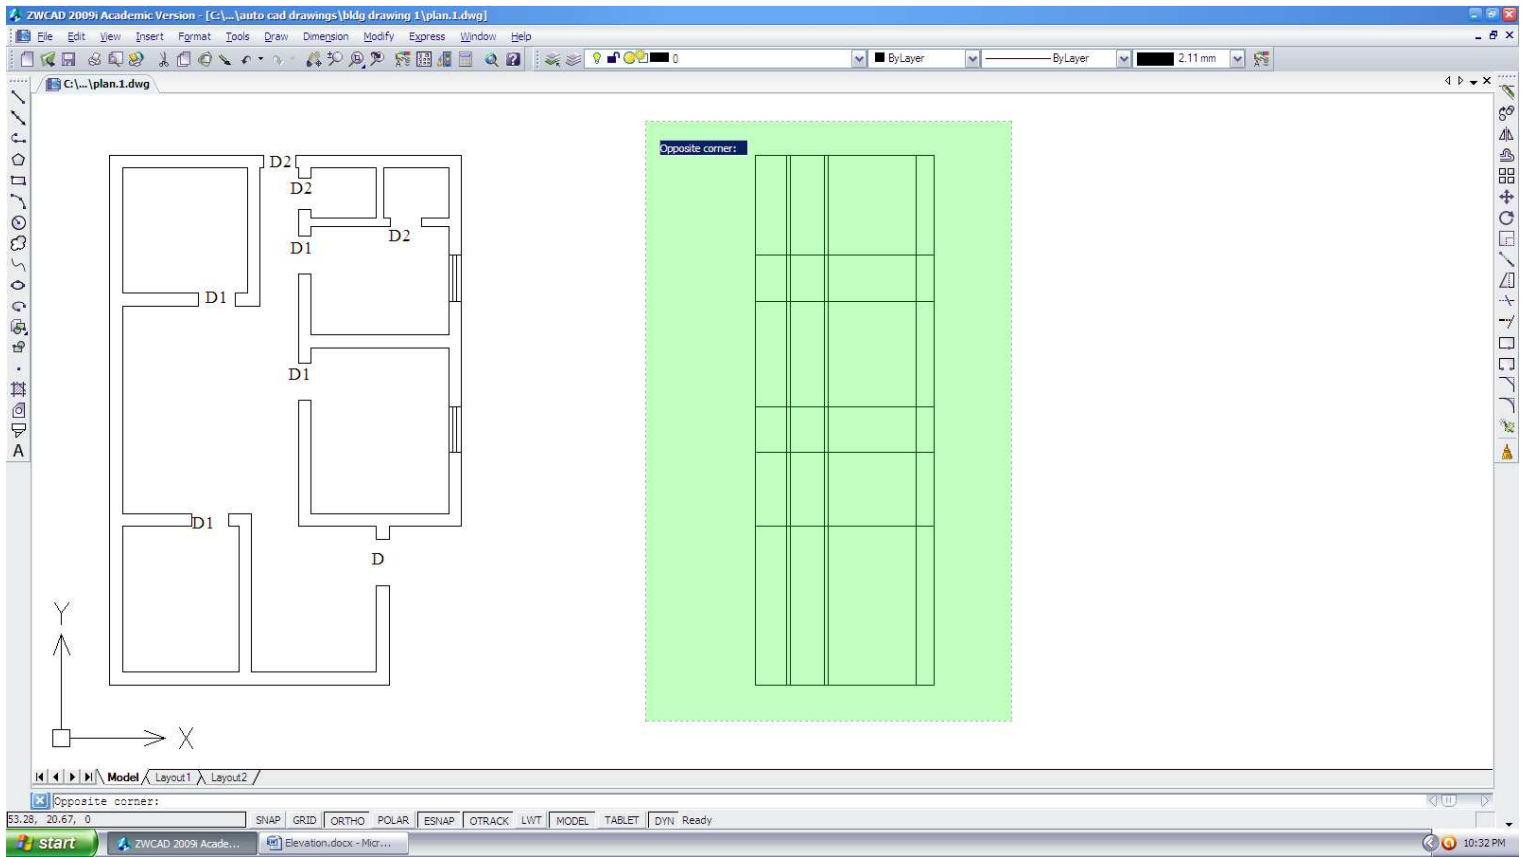 ZWCAD 2009i Academic Version - [C:\...\auto cad drawings\bldg drawing 1\plan.1.dwg]
File Edit View Insert Format Tools Draw Dimension Modify Express Window Help
0 ByLayer ByLayer 2.11 mm
C:\...\plan.1.dwg
Opposite corner:
D2
D2
D2
D1
D1
D1
D1
D
Y
X
A
Model Layout1 Layout2
Opposite corner:
53.28, 20.67, 0 SNAP GRID ORTHO POLAR ESNAP OTRACK LWT MODEL TABLET DYN Ready
start ZWCAD 2009i Acade... Elevation.docx - Micr... 10:32 PM